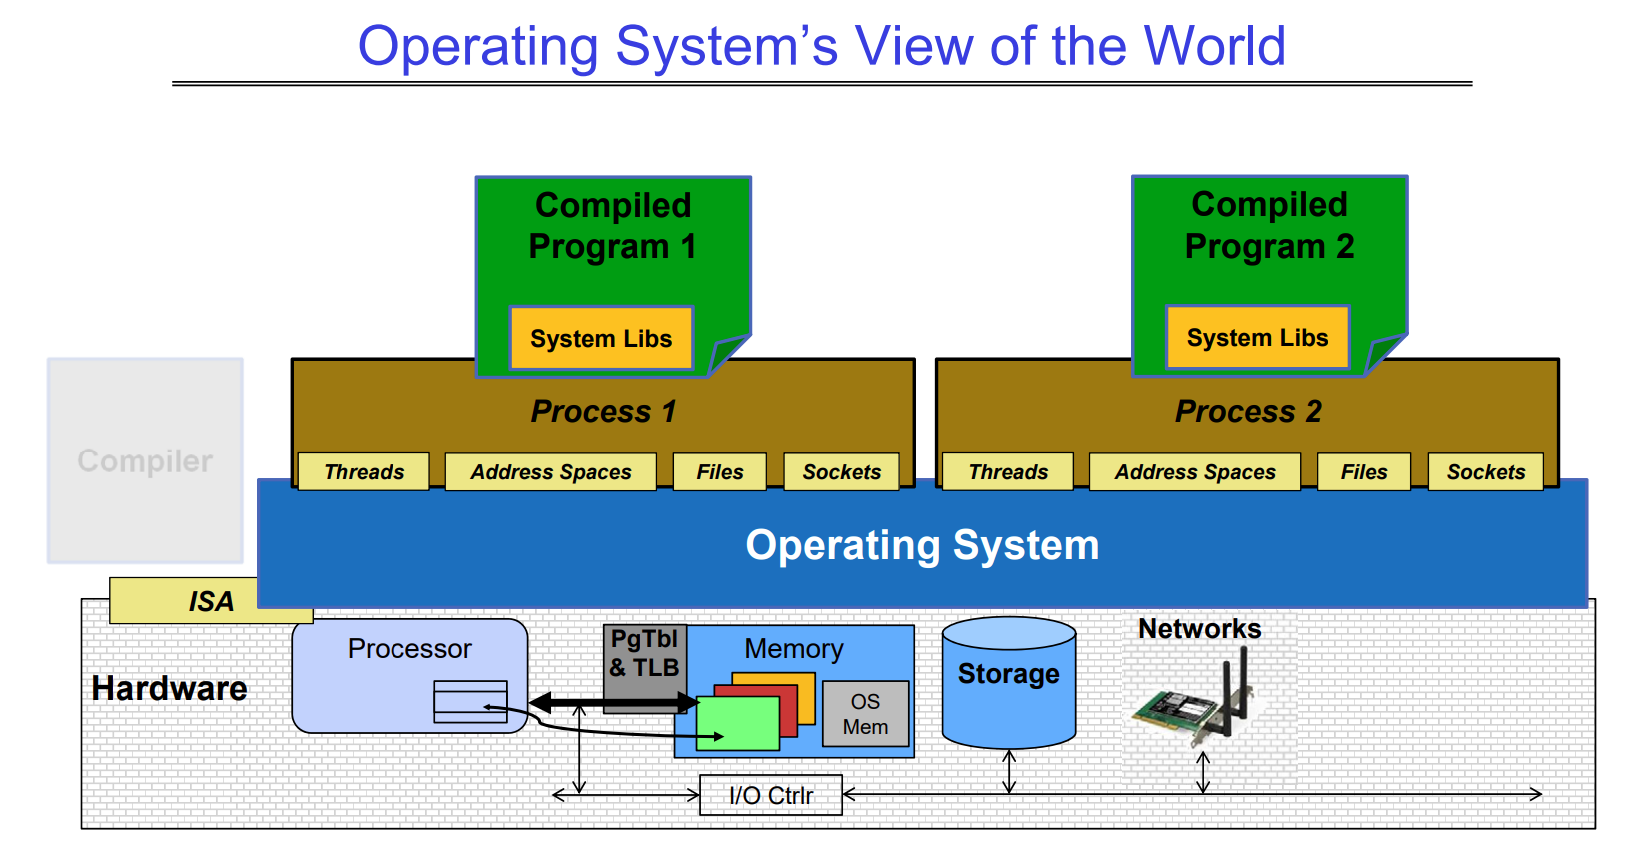 Operating System’s View of the World
Compiled
Program 1
System Libs
Compiled
Program 2
System Libs
Compiler
Process 1
Threads
Address Spaces
Files
Sockets
Process 2
Threads
Address Spaces
Files
Sockets
Operating System
ISA
Hardware
Processor
PgTbl
& TLB
Memory
OS
Mem
Storage
Networks
I/O Ctrlr